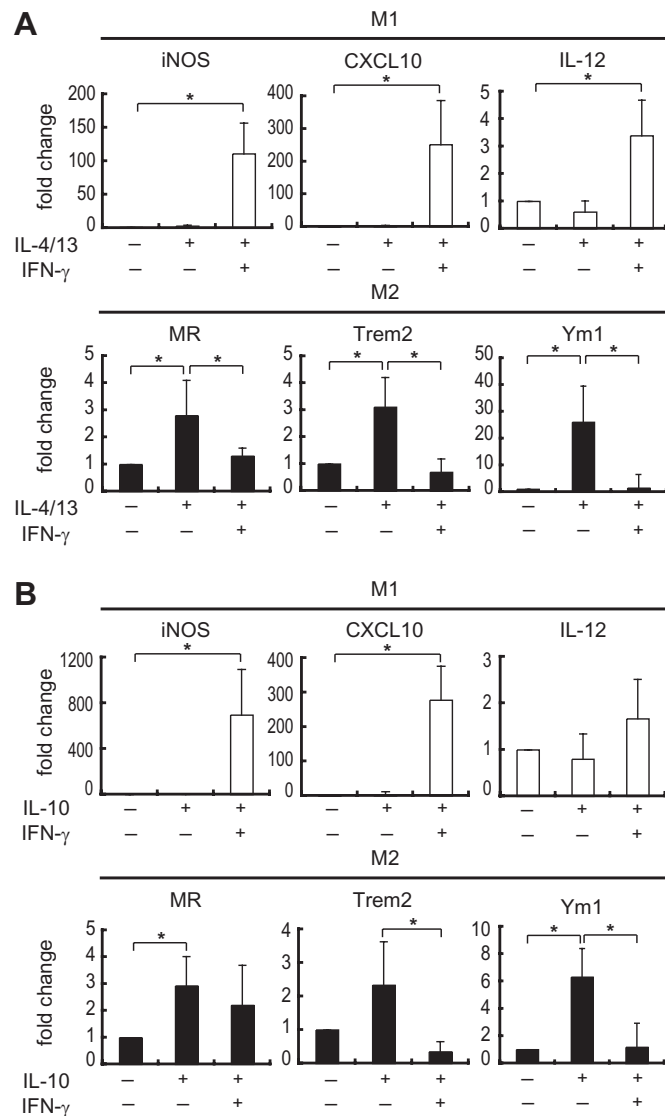 A
M1
iNOS CXCL10 IL-12
* * *
fold change
200
150
100
50
0
400
300
200
100
0
5
4
3
2
1
0
IL-4/13 – + + – + + – + +
IFN-γ – – + – – + – – +
M2
MR Trem2 Ym1
* * * * * *
fold change
5
4
3
2
1
0
5
4
3
2
1
0
50
40
30
20
10
0
IL-4/13 – + + – + + – + +
IFN-γ – – + – – + – – +
B
M1
iNOS CXCL10 IL-12
* *
fold change
1200
800
400
0
400
300
200
100
0
3
2
1
0
IL-10 – + + – + + – + +
IFN-γ – – + – – + – – +
M2
MR Trem2 Ym1
* * * *
fold change
5
4
3
2
1
0
4
3
2
1
0
8
6
4
2
0
IL-10 – + + – + + – + +
IFN-γ – – + – – + – – +